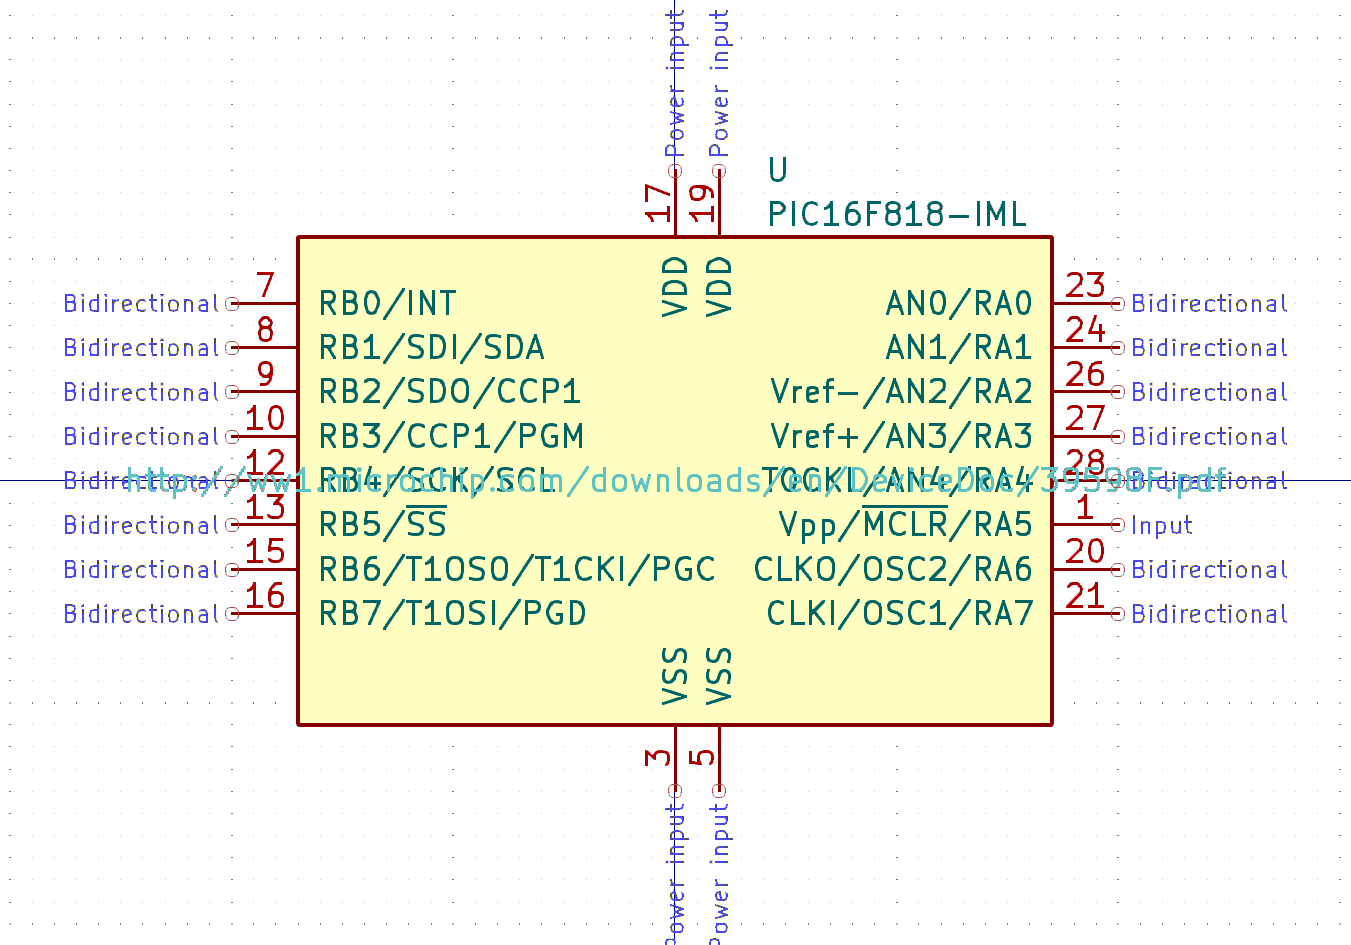 Power input Power input
17 19
U
PIC16F818-IML
VDD VDD
Bidirectional 7 RB0/INT AN0/RA0 23 Bidirectional
Bidirectional 8 RB1/SDI/SDA AN1/RA1 24 Bidirectional
Bidirectional 9 RB2/SDO/CCP1 Vref-/AN2/RA2 26 Bidirectional
Bidirectional 10 RB3/CCP1/PGM Vref+/AN3/RA3 27 Bidirectional
Bidirectional 12 RB4/SCK/SCL T0CKI/AN4/RA4 28 Bidirectional
http://ww1.microchip.com/downloads/en/DeviceDoc/39598F.pdf
Bidirectional 13 RB5/SS Vpp/MCLR/RA5 1 Input
Bidirectional 15 RB6/T1OSO/T1CKI/PGC CLKO/OSC2/RA6 20 Bidirectional
Bidirectional 16 RB7/T1OSI/PGD CLKI/OSC1/RA7 21 Bidirectional
VSS VSS
3 5
Power input Power input